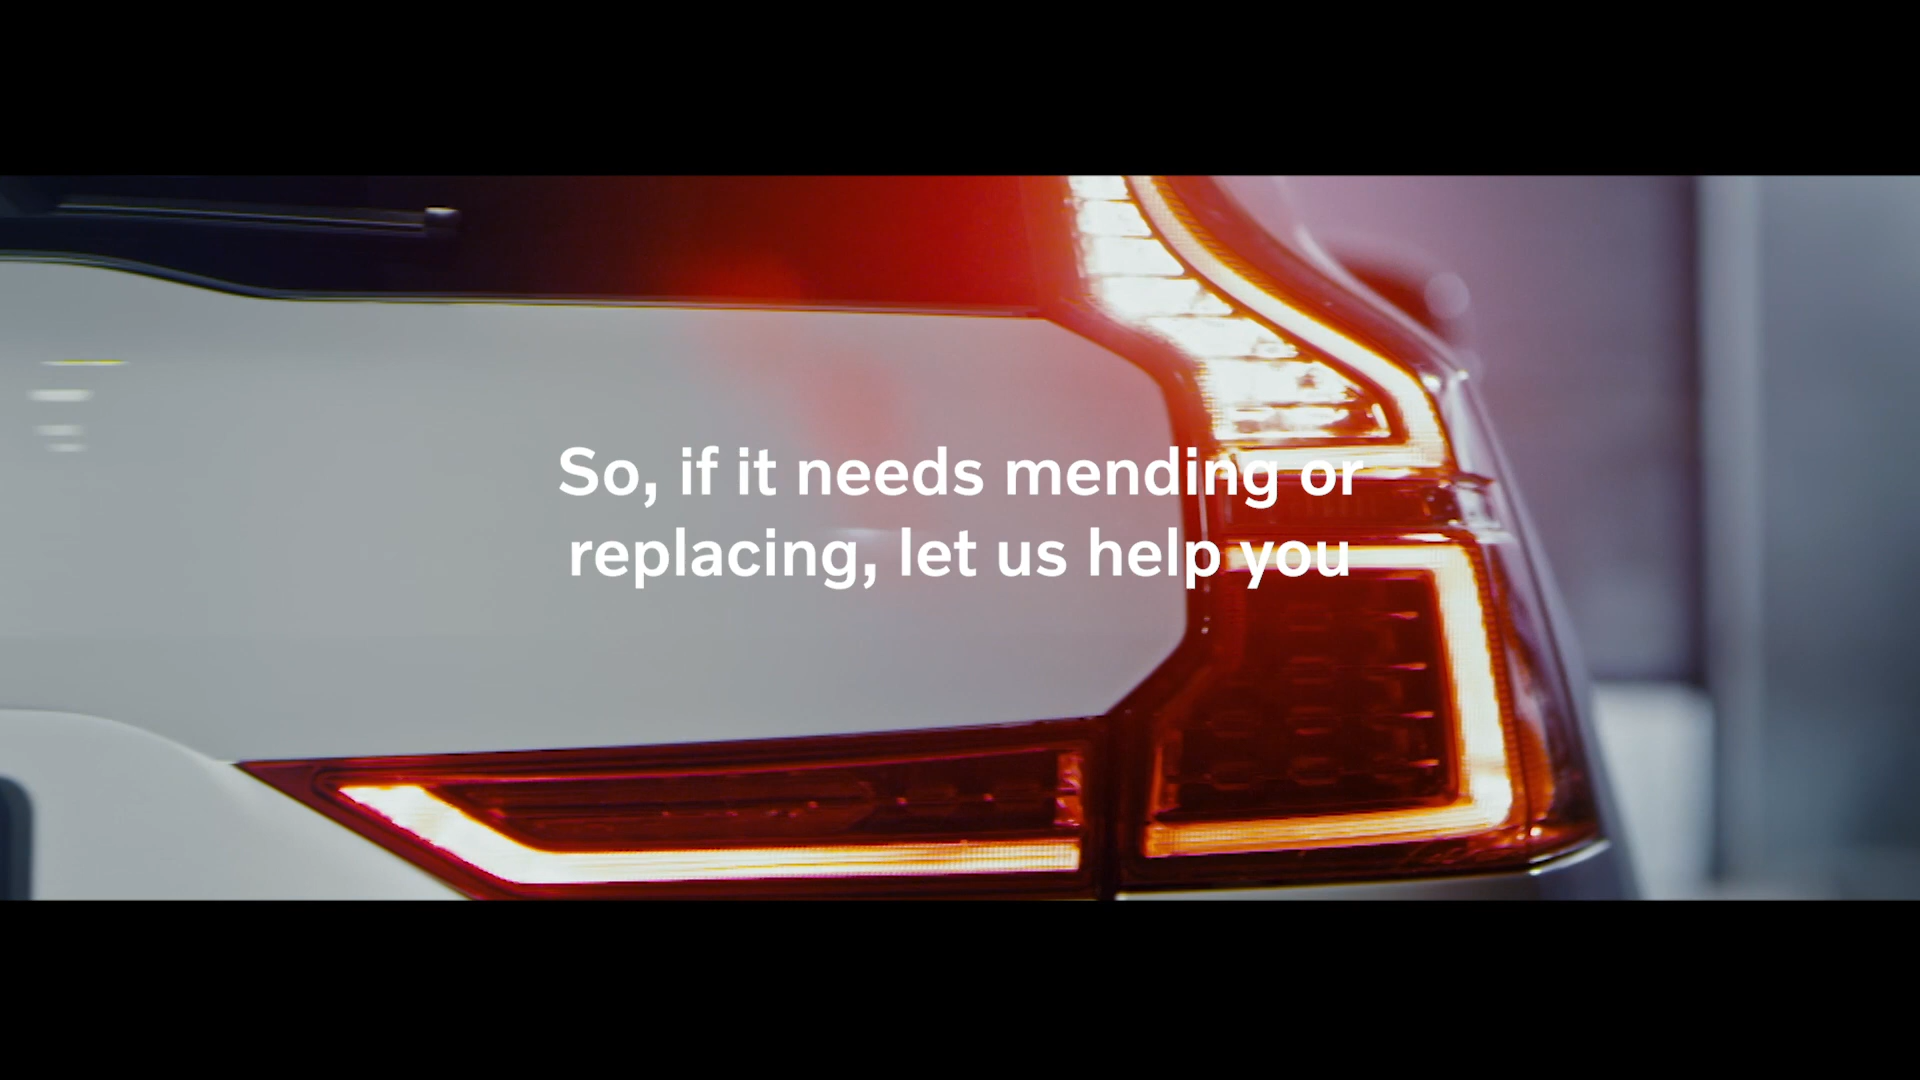 So, if it needs mending or
replacing, let us help you